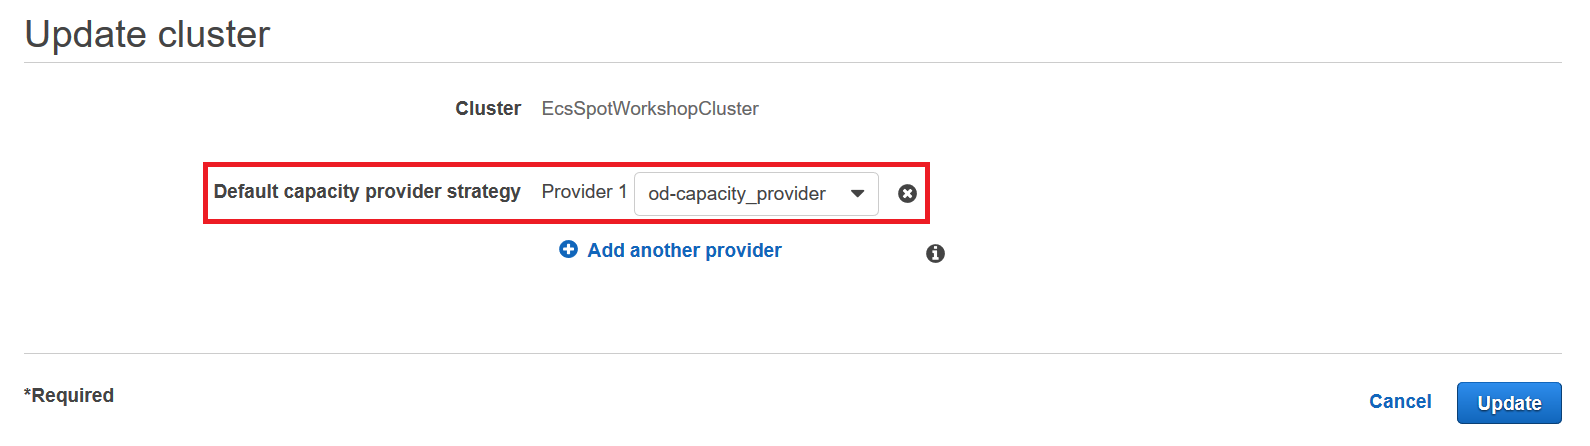 Update cluster
Cluster EcsSpotWorkshopCluster
Default capacity provider strategy Provider 1 od-capacity_provider
Add another provider
*Required
Cancel Update